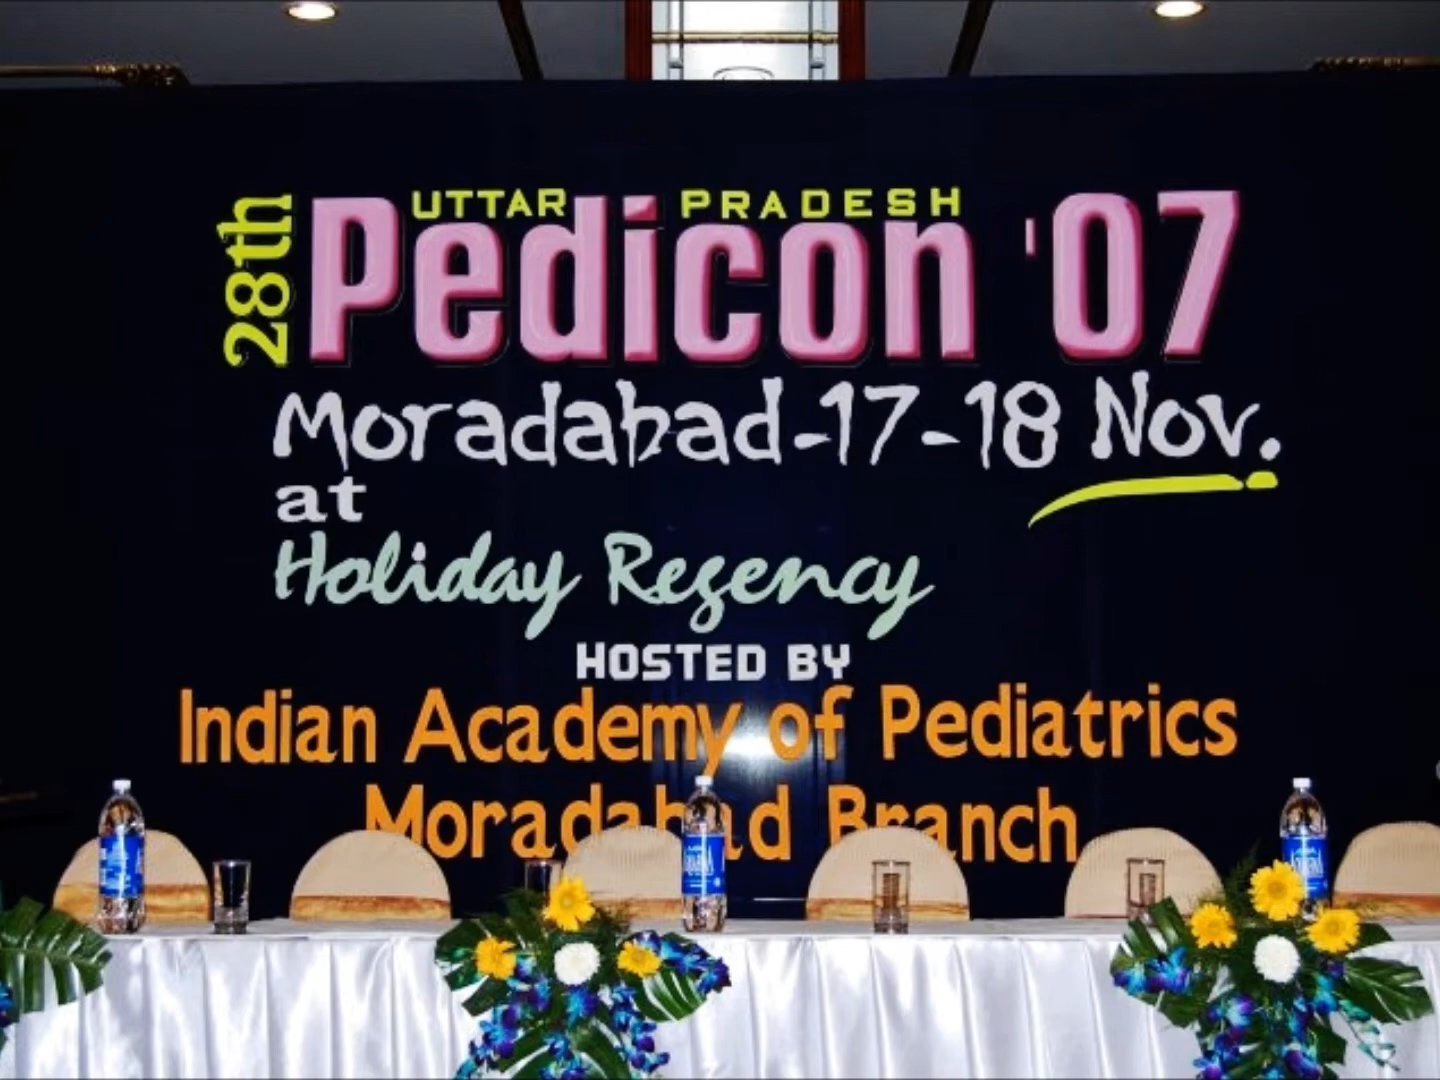 28th
UTTAR PRADESH
Pedicon '07
Moradabad-17-18 Nov.
at
Holiday Regency
HOSTED BY
Indian Academy of Pediatrics
Moradabad Branch